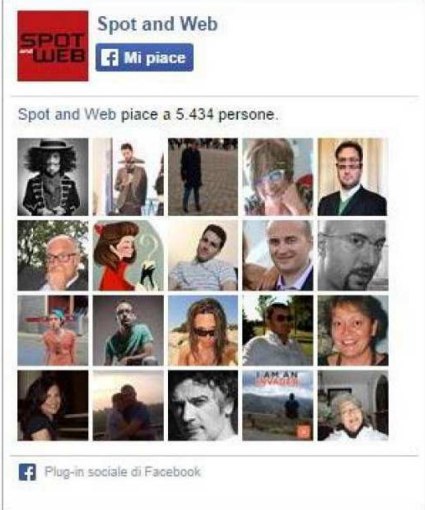 SPOT
and
WEB
Spot and Web
Mi piace
Spot and Web piace a 5.434 persone.
I AM AN
INVADER
Plug-in sociale di Facebook